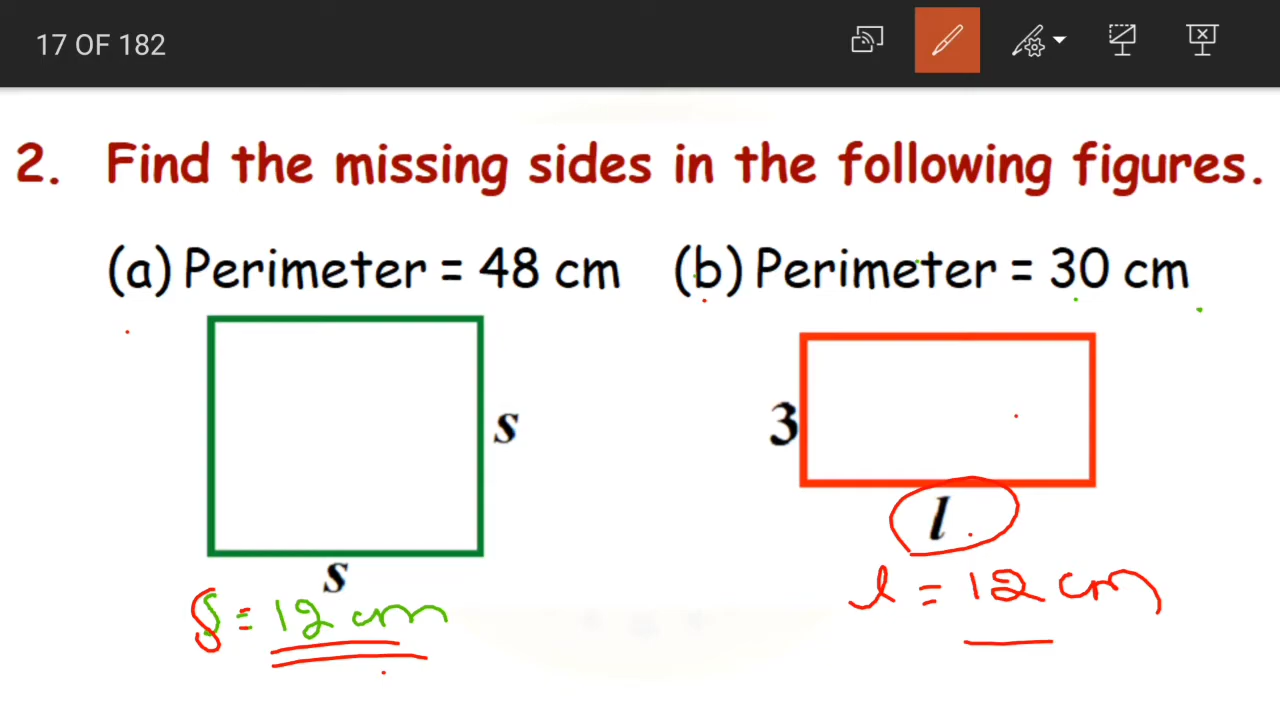 17 OF 182
2. Find the missing sides in the following figures.
(a) Perimeter = 48 cm
(b) Perimeter = 30 cm
s
3
s
l
s = 12 cm
l = 12 cm